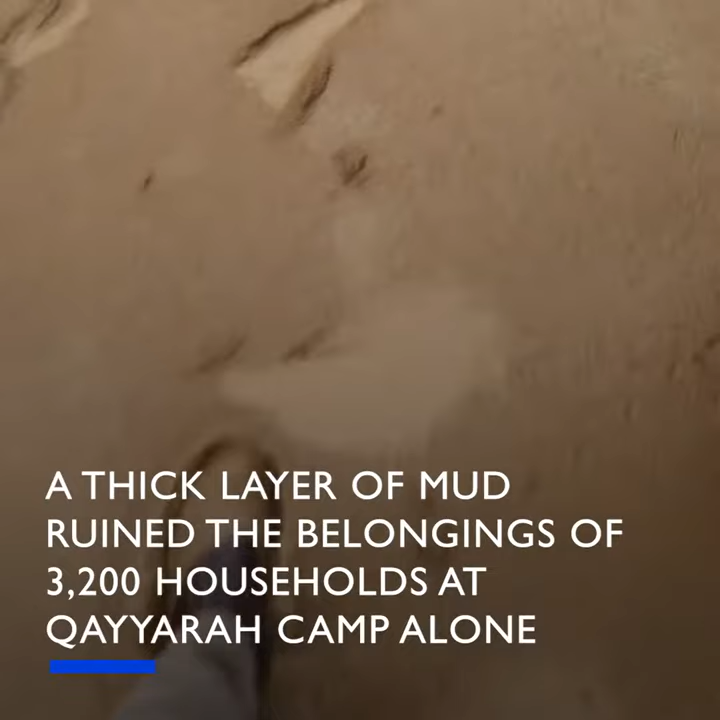 A THICK LAYER OF MUD
RUINED THE BELONGINGS OF
3,200 HOUSEHOLDS AT
QAYYARAH CAMP ALONE